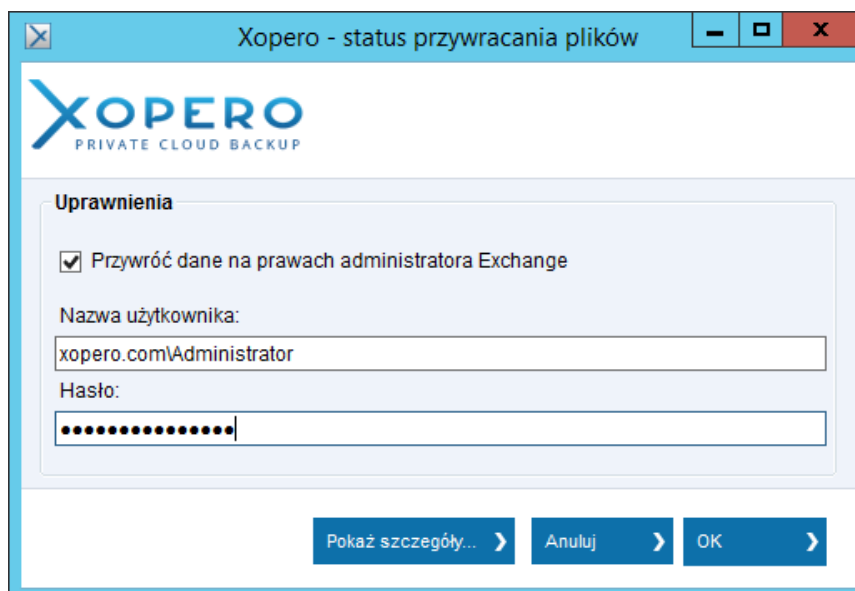 Xopero - status przywracania plików
XOPERO
PRIVATE CLOUD BACKUP
Uprawnienia
Przywróć dane na prawach administratora Exchange
Nazwa użytkownika:
xopero.com\Administrator
Hasło:
●●●●●●●●●●●●●●●
Pokaż szczegóły...
Anuluj
OK